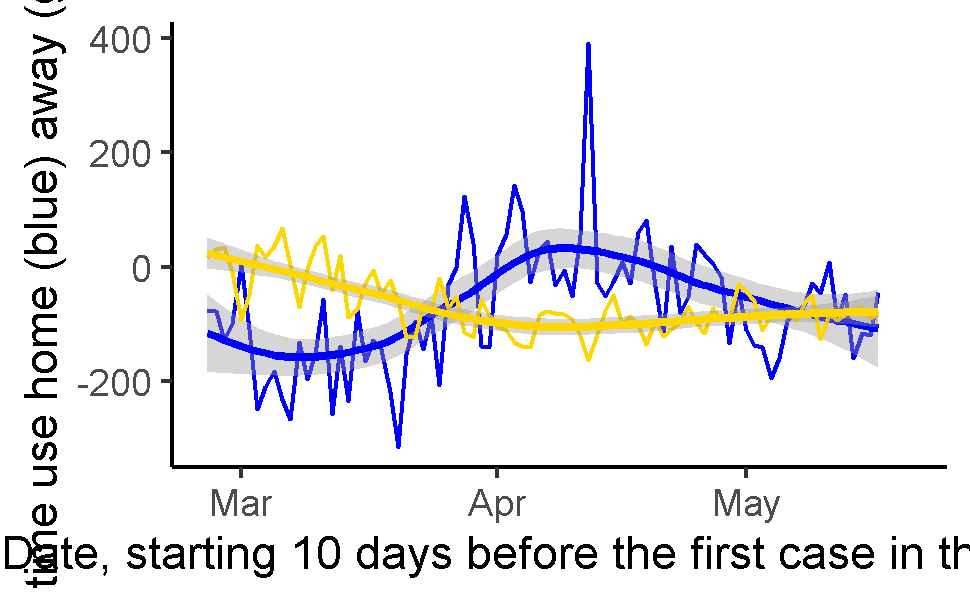 time use home (blue) away (
400
200
0
-200
Mar
Apr
May
Date, starting 10 days before the first case in th